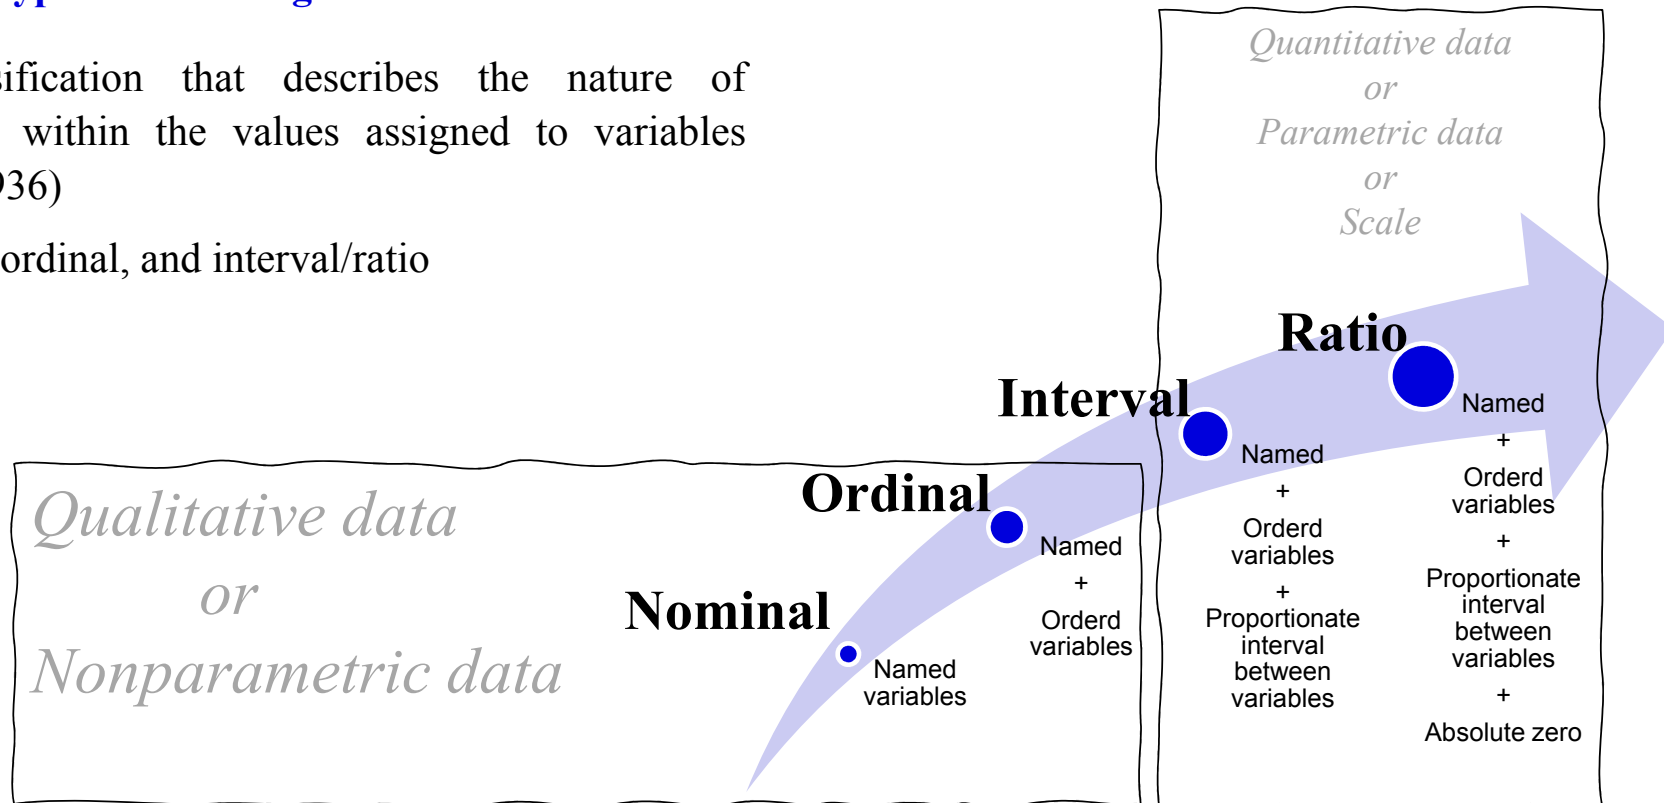 sification that describes the nature of
within the values assigned to variables
936)
ordinal, and interval/ratio
Quantitative data
or
Parametric data
or
Scale
Qualitative data
or
Nonparametric data
Nominal
Named
variables
Ordinal
Named
+
Orderd
variables
Interval
Named
+
Orderd
variables
+
Proportionate
interval
between
variables
Ratio
Named
+
Orderd
variables
+
Proportionate
interval
between
variables
+
Absolute zero